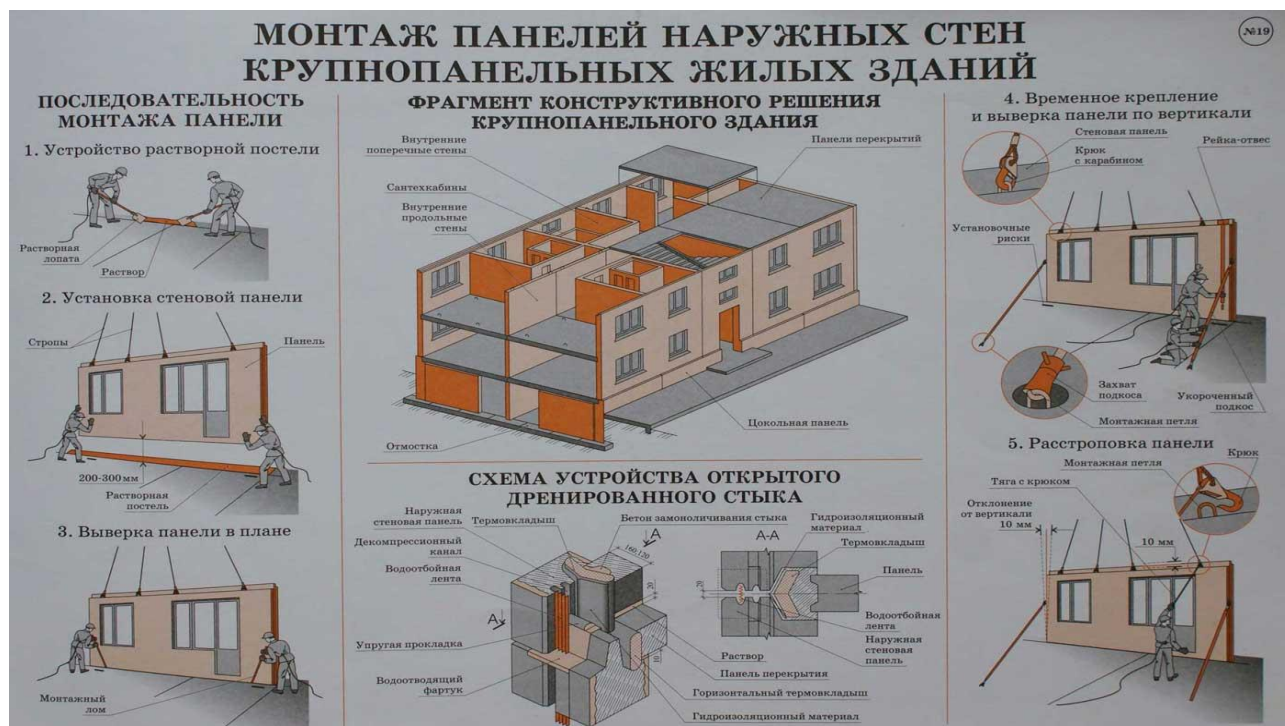 МОНТАЖ ПАНЕЛЕЙ НАРУЖНЫХ СТЕН
КРУПНОПАНЕЛЬНЫХ ЖИЛЫХ ЗДАНИЙ
№19
ПОСЛЕДОВАТЕЛЬНОСТЬ
МОНТАЖА ПАНЕЛИ
1. Устройство растворной постели
Растворная
лопата
Раствор
2. Установка стеновой панели
Стропы
Панель
200-300мм
Растворная
постель
3. Выверка панели в плане
Монтажный
лом
ФРАГМЕНТ КОНСТРУКТИВНОГО РЕШЕНИЯ
КРУПНОПАНЕЛЬНОГО ЗДАНИЯ
Внутренние
поперечные стены
Панели перекрытий
Сантехкабины
Внутренние
продольные
стены
Цокольная панель
Отмостка
СХЕМА УСТРОЙСТВА ОТКРЫТОГО
ДРЕНИРОВАННОГО СТЫКА
Наружная
стеновая панель
Термовкладыш
Бетон замоноличивания стыка
Гидроизоляционный
материал
Декомпрессионный
канал
А
160;120
А-А
Термовкладыш
Водоотбойная
лента
20
20
Панель
А
Водоотбойная
лента
Упругая прокладка
10
Раствор
Наружная
стеновая
панель
Панель перекрытия
Водоотводящий
фартук
Горизонтальный термовкладыш
Гидроизоляционный материал
4. Временное крепление
и выверка панели по вертикали
Стеновая панель
Рейка-отвес
Крюк
с карабином
Установочные
риски
Захват
подкоса
Укороченный
подкос
Монтажная петля
5. Расстроповка панели
Крюк
Монтажная петля
Тяга с крюком
Отклонение
от вертикали
10 мм
10 мм